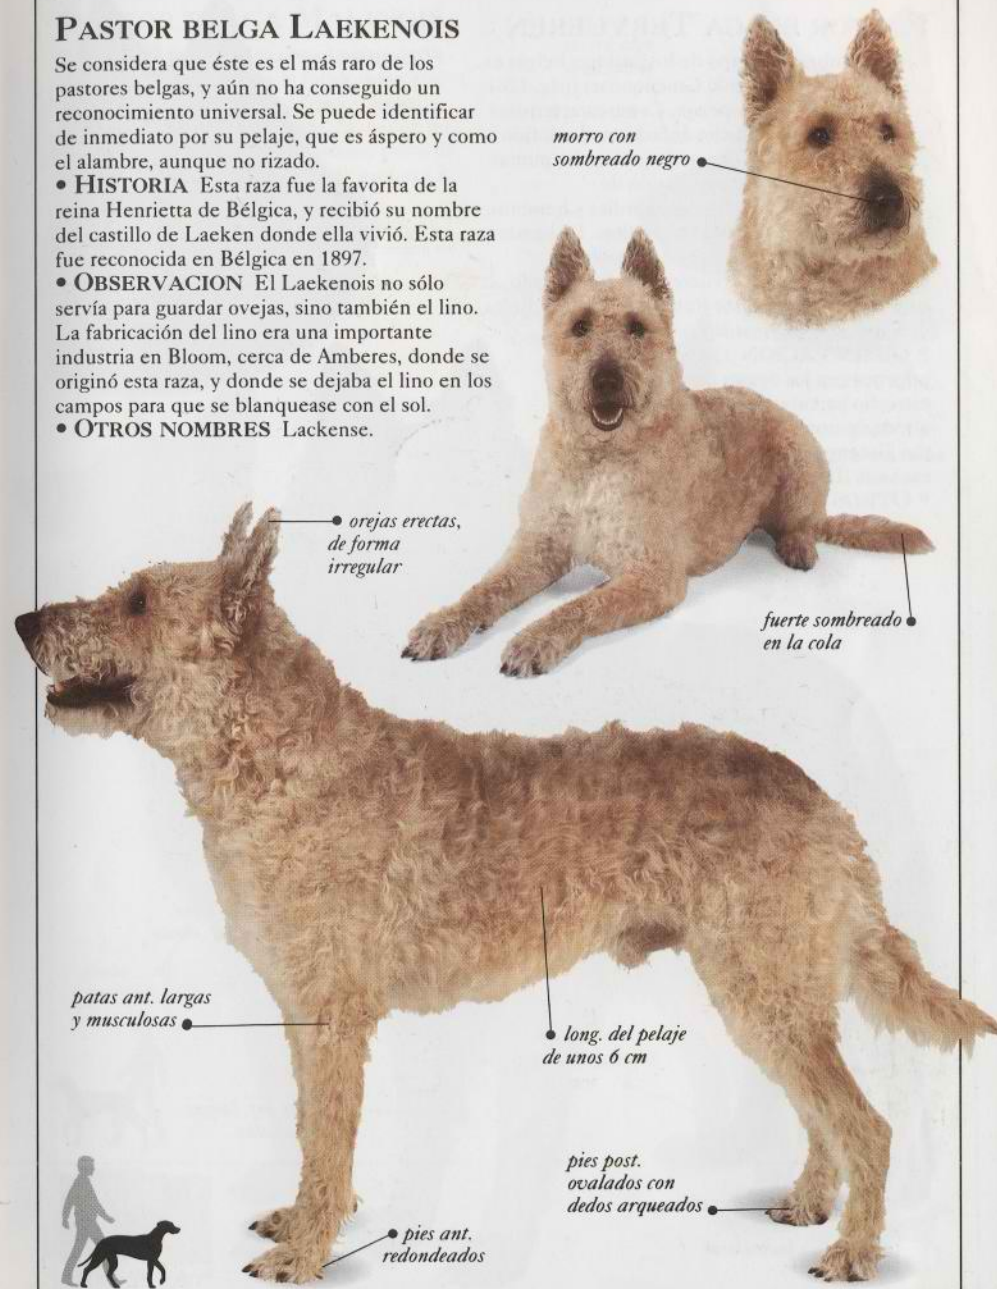 PASTOR BELGA LAEKENOIS
Se considera que éste es el más raro de los
pastores belgas, y aún no ha conseguido un
reconocimiento universal. Se puede identificar
de inmediato por su pelaje, que es áspero y como
el alambre, aunque no rizado.
• HISTORIA Esta raza fue la favorita de la
reina Henrietta de Bélgica, y recibió su nombre
del castillo de Laeken donde ella vivió. Esta raza
fue reconocida en Bélgica en 1897.
• OBSERVACION El Laekenois no sólo
servía para guardar ovejas, sino también el lino.
La fabricación del lino era una importante
industria en Bloom, cerca de Amberes, donde se
originó esta raza, y donde se dejaba el lino en los
campos para que se blanquease con el sol.
• OTROS NOMBRES Lackense.
morro con
sombreado negro
orejas erectas,
de forma
irregular
fuerte sombreado
en la cola
patas ant. largas
y musculosas
long. del pelaje
de unos 6 cm
pies post.
ovalados con
dedos arqueados
pies ant.
redondeados